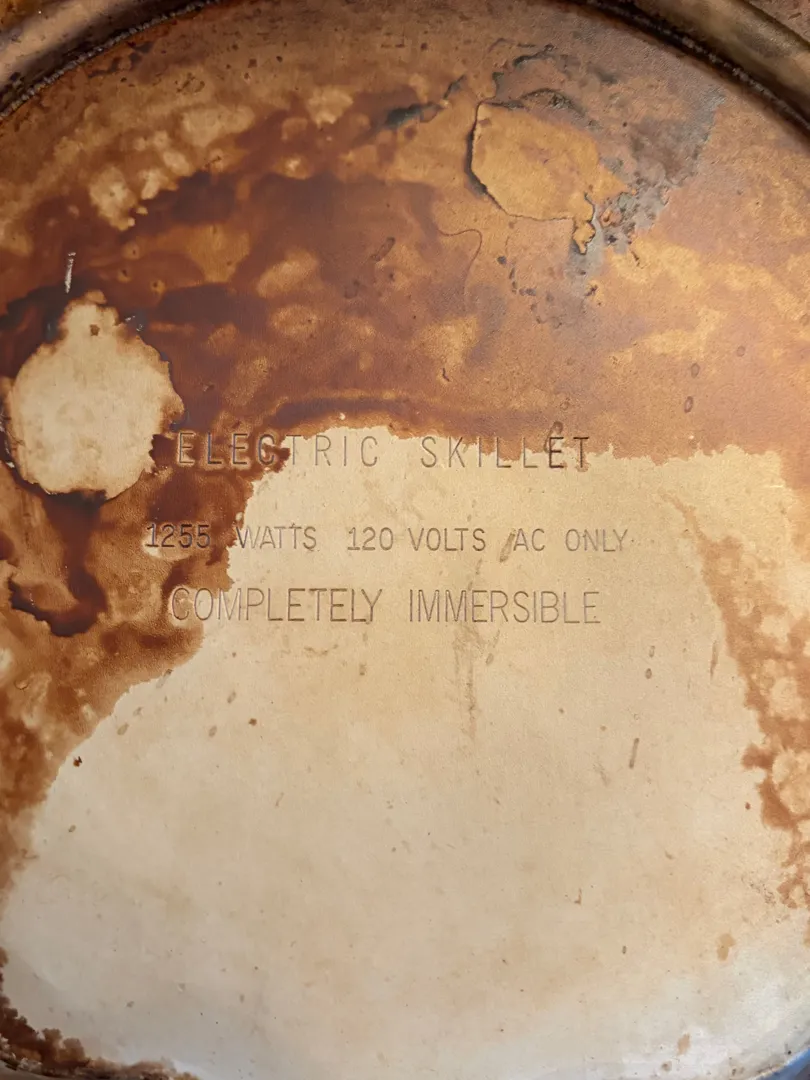 ELECTRIC SKILLET
1255 WATTS 120 VOLTS AC ONLY
COMPLETELY IMMERSIBLE